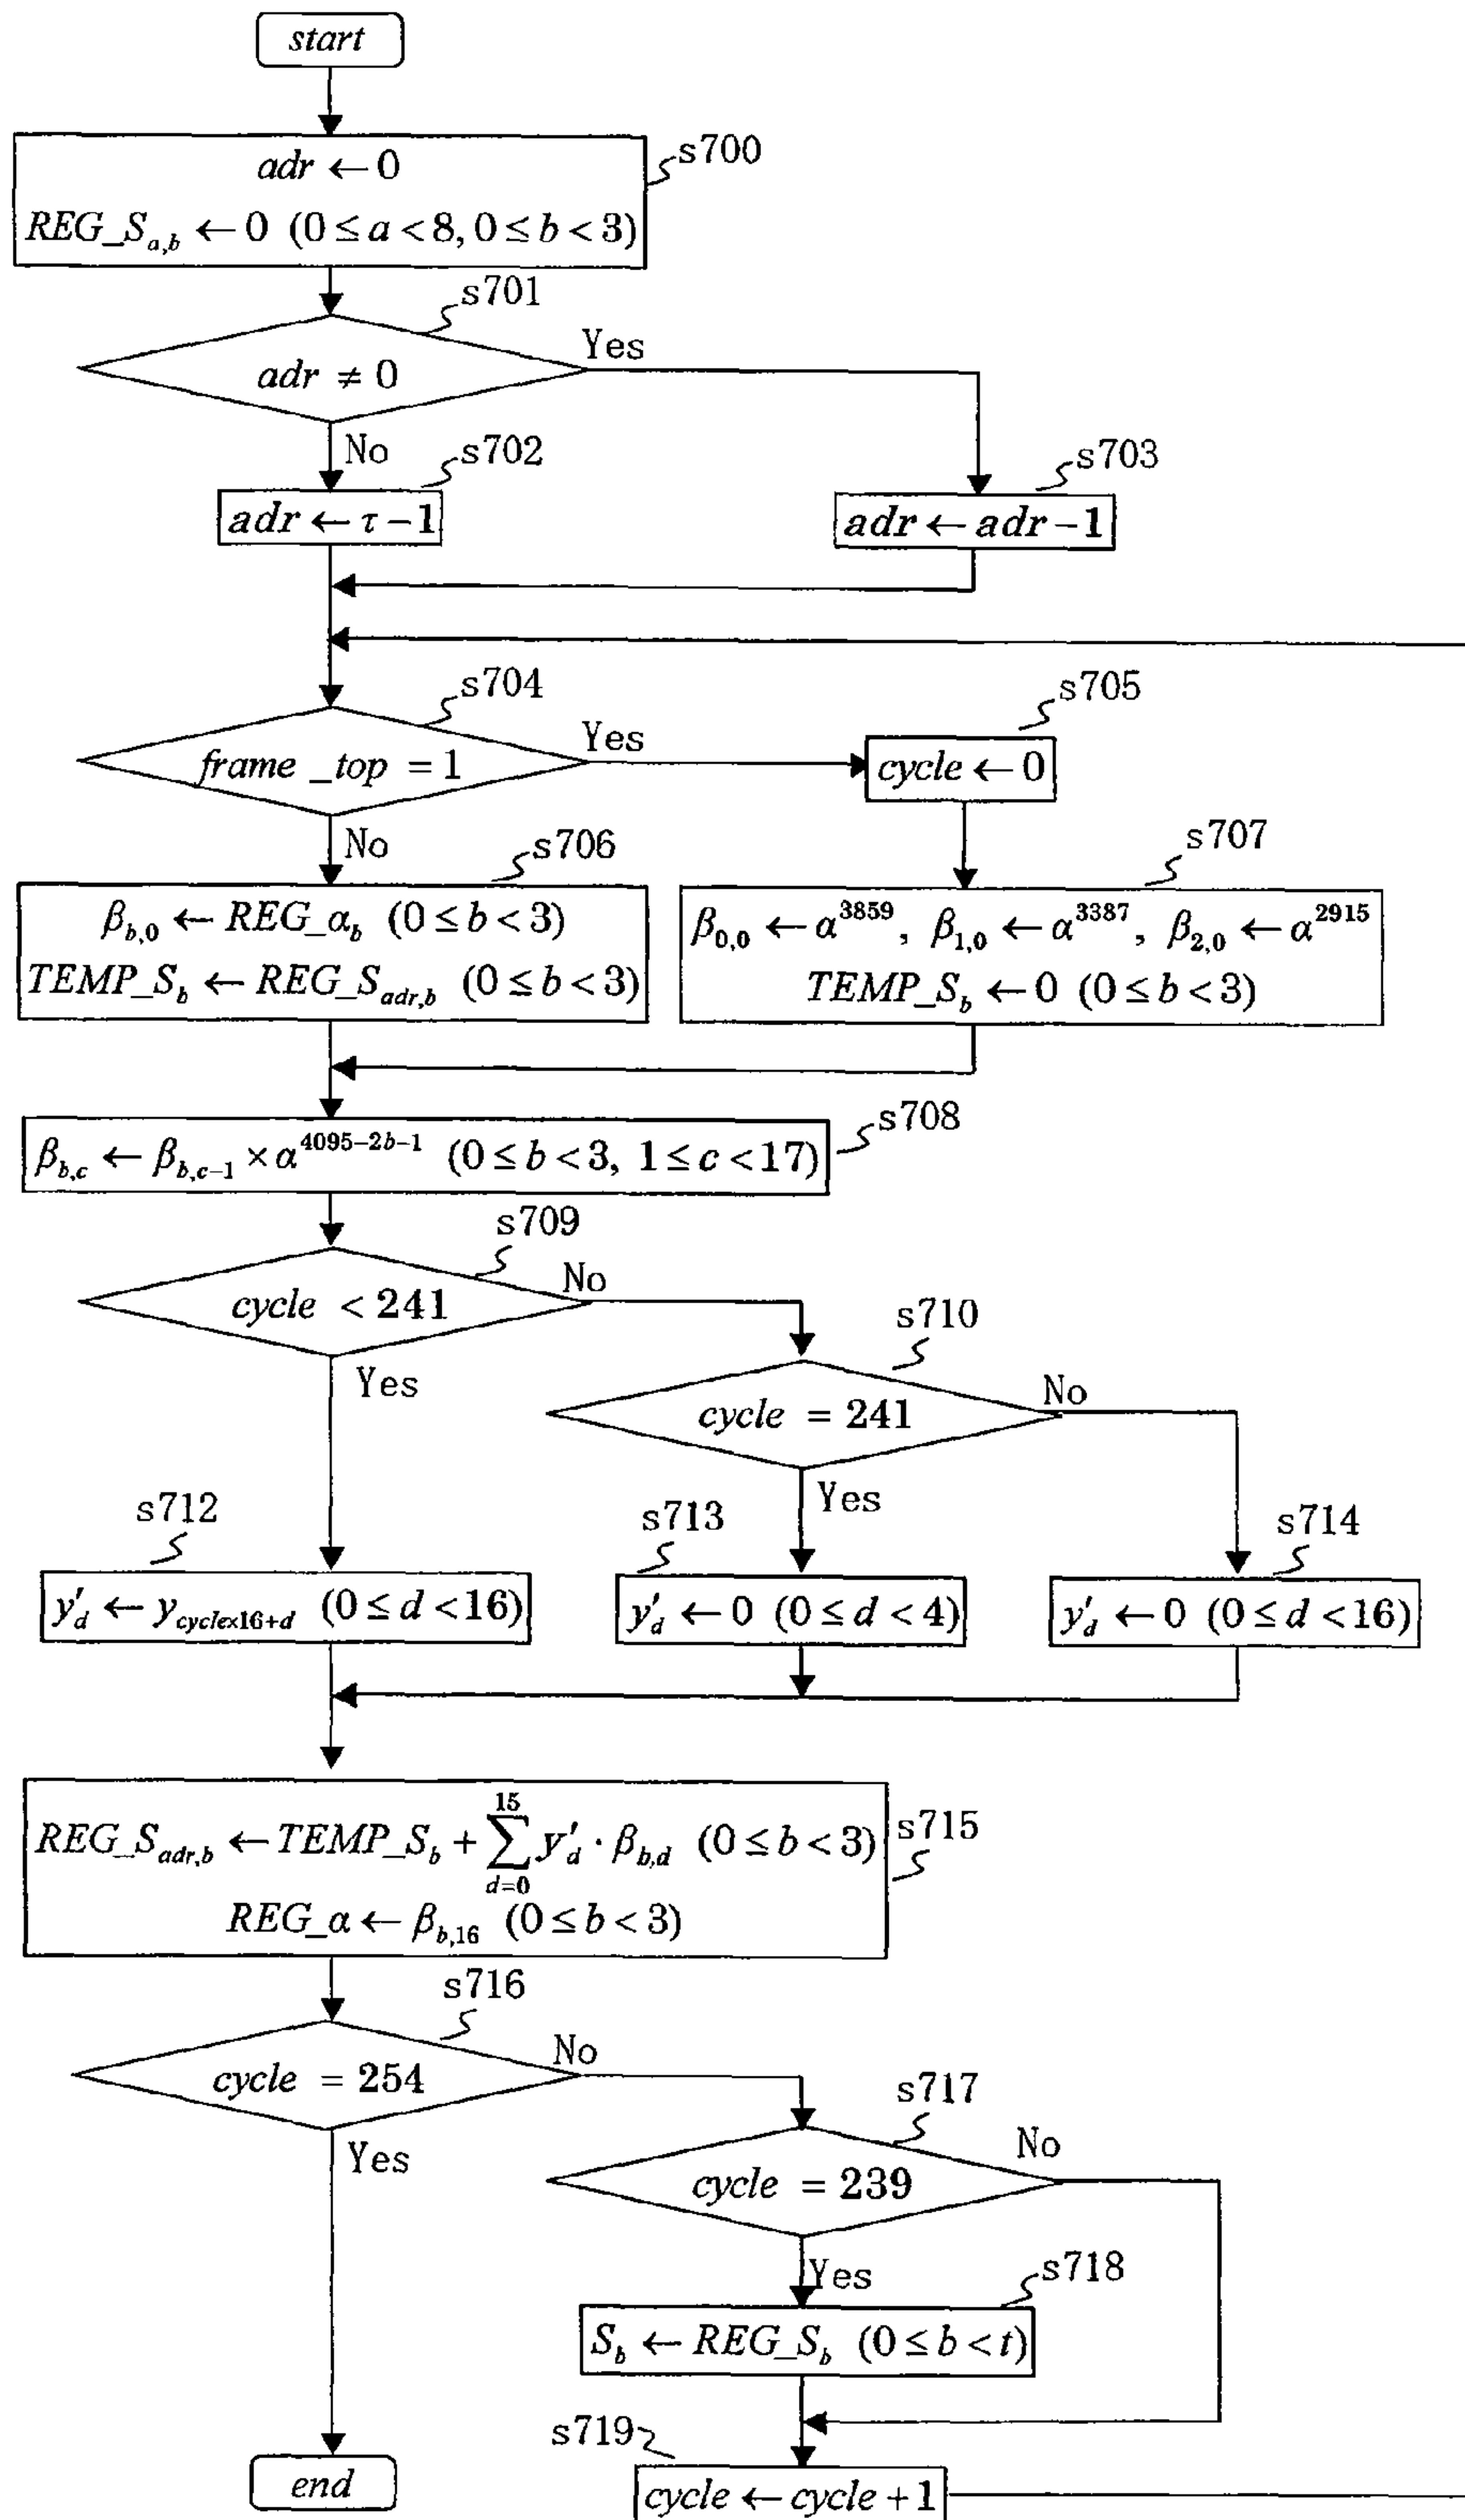 start
adr ← 0
REG_S_{a,b} ← 0 (0 ≤ a < 8, 0 ≤ b < 3)
s700
s701
adr ≠ 0
Yes
No
s702
adr ← τ − 1
s703
adr ← adr − 1
s704
frame _top = 1
Yes
No
s705
cycle ← 0
s706
β_{b,0} ← REG_α_b (0 ≤ b < 3)
TEMP_S_b ← REG_S_{adr,b} (0 ≤ b < 3)
s707
β_{0,0} ← α^{3859}, β_{1,0} ← α^{3387}, β_{2,0} ← α^{2915}
TEMP_S_b ← 0 (0 ≤ b < 3)
s708
β_{b,c} ← β_{b,c−1} × α^{4095−2b−1} (0 ≤ b < 3, 1 ≤ c < 17)
s709
cycle < 241
No
Yes
s710
cycle = 241
No
Yes
s712
y′_d ← y_{cycle×16+d} (0 ≤ d < 16)
s713
y′_d ← 0 (0 ≤ d < 4)
s714
y′_d ← 0 (0 ≤ d < 16)
s715
REG_S_{adr,b} ← TEMP_S_b + ∑_{d=0}^{15} y′_d · β_{b,d} (0 ≤ b < 3)
REG_α ← β_{b,16} (0 ≤ b < 3)
s716
cycle = 254
No
Yes
s717
cycle = 239
No
Yes
s718
S_b ← REG_S_b (0 ≤ b < t)
s719
cycle ← cycle + 1
end